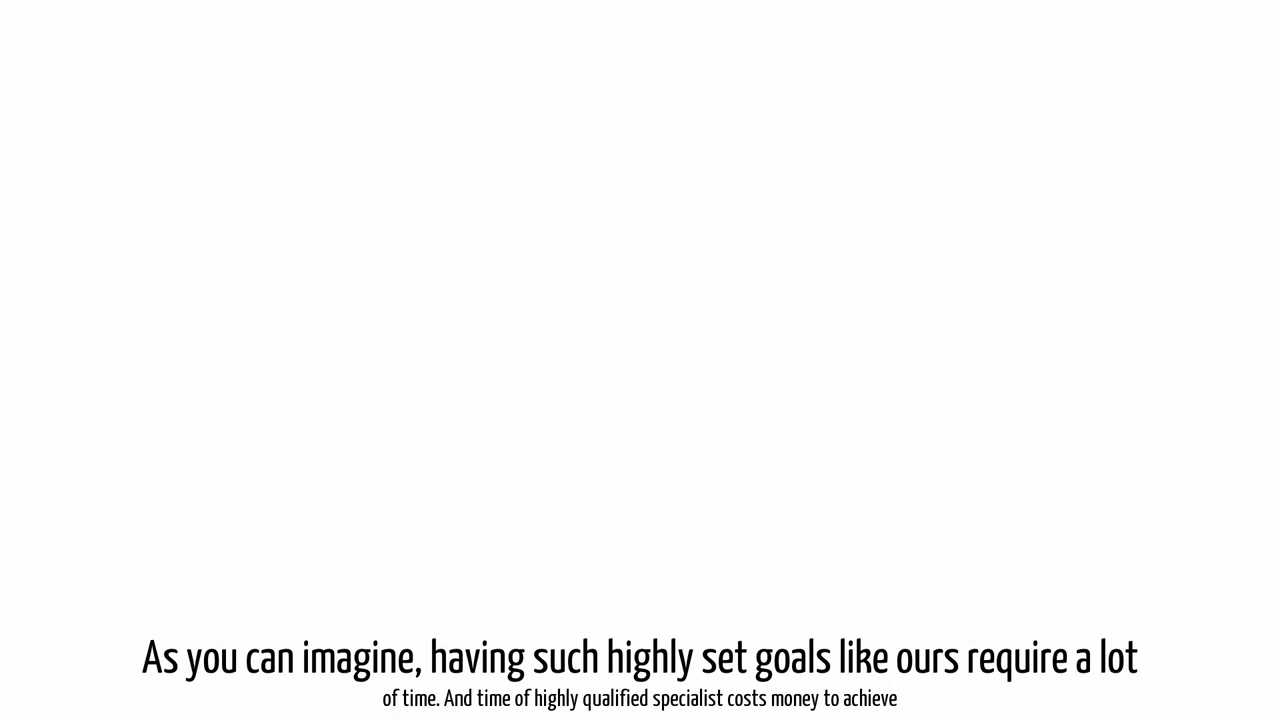 As you can imagine, having such highly set goals like ours require a lot
of time. And time of highly qualified specialist costs money to achieve